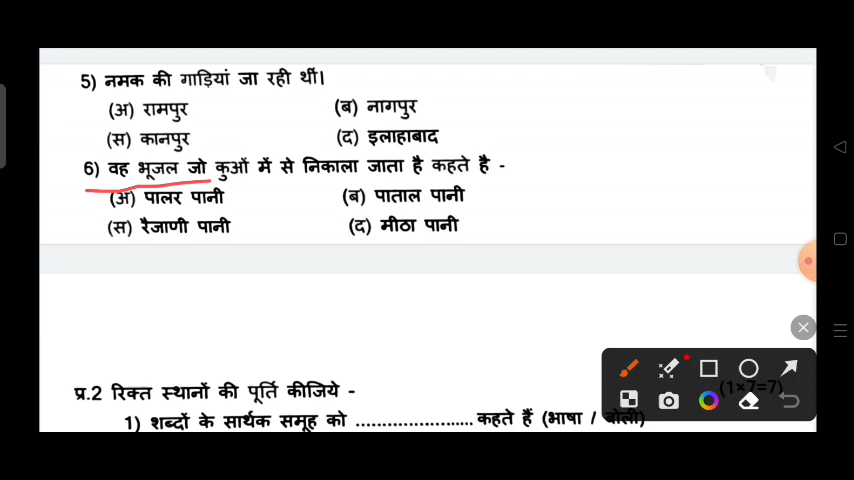 5) नमक की गाड़ियां जा रही थीं।
(अ) रामपुर (ब) नागपुर
(स) कानपुर (द) इलाहाबाद
6) वह भूजल जो कुओं में से निकाला जाता है कहते है -
(अ) पालर पानी (ब) पाताल पानी
(स) रैजाणी पानी (द) मीठा पानी
प्र.2 रिक्त स्थानों की पूर्ति कीजिये - (1×7=7)
1) शब्दों के सार्थक समूह को ........................ कहते हैं (भाषा / बोली)